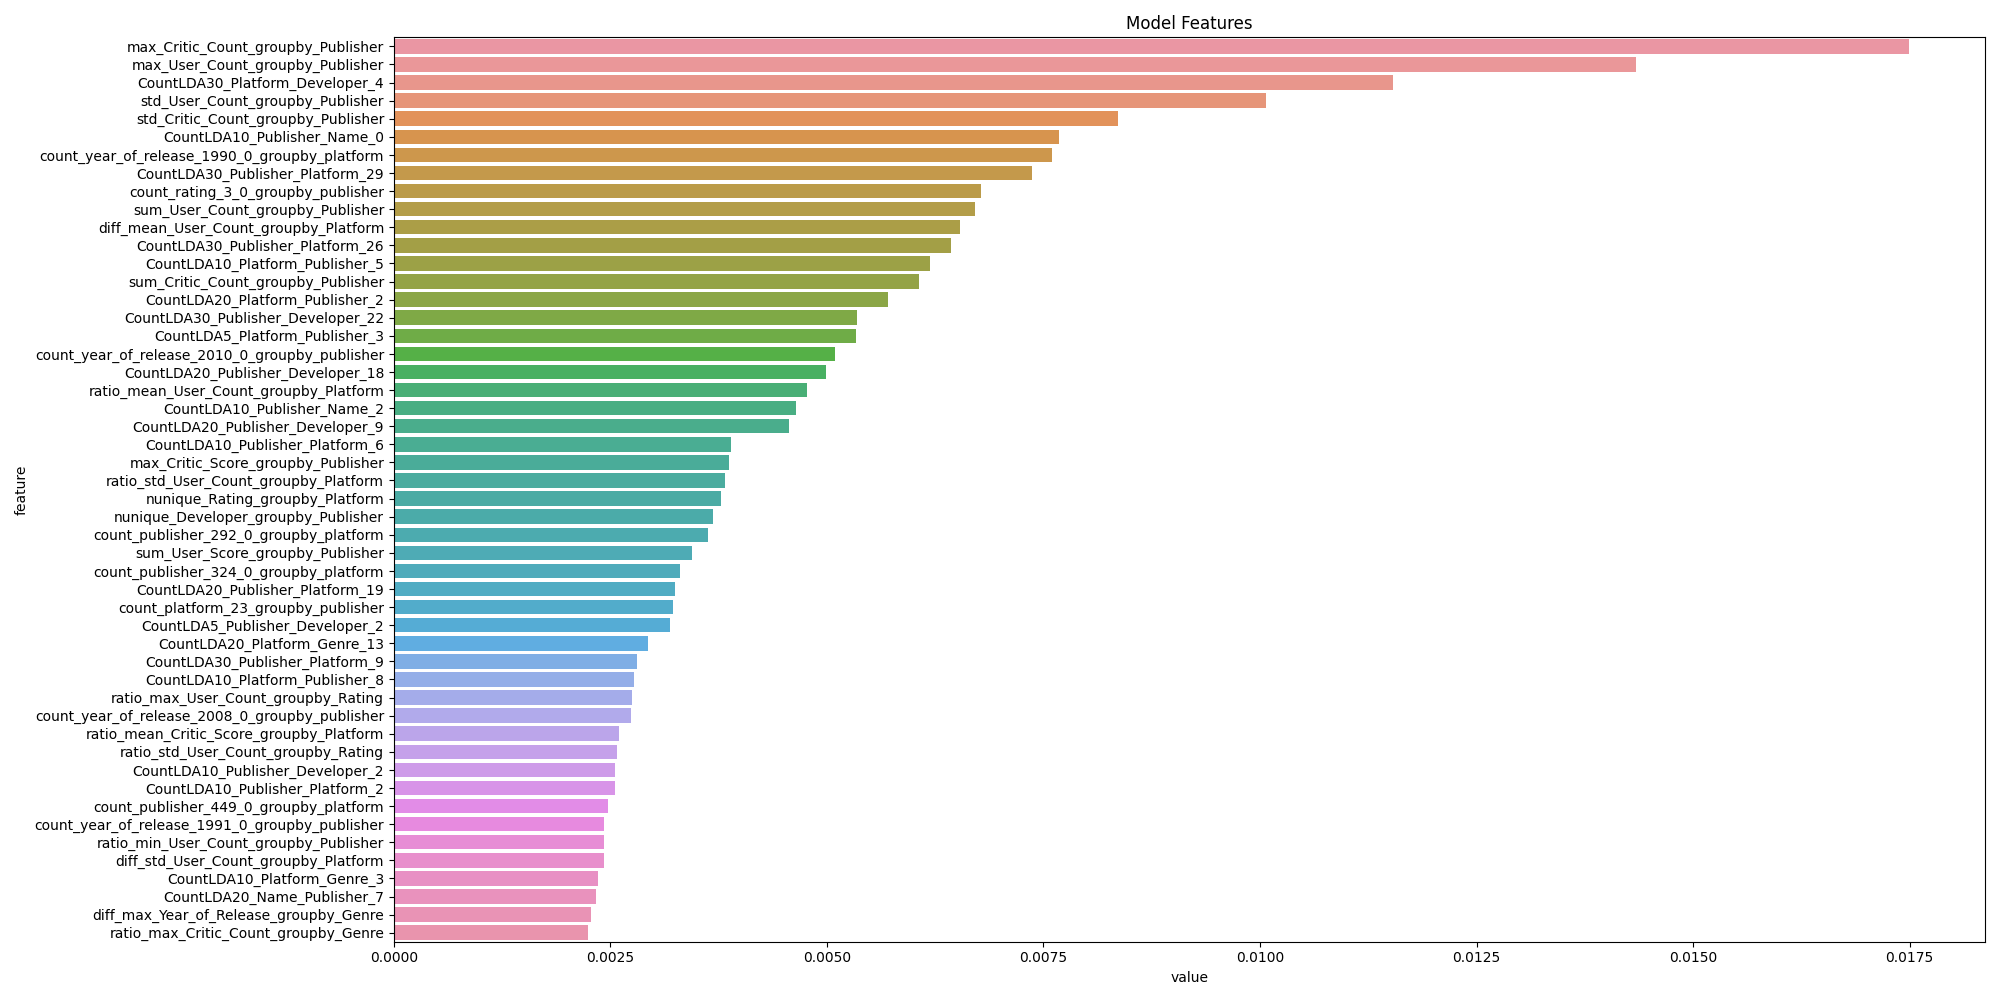 Model Features
max_Critic_Count_groupby_Publisher
max_User_Count_groupby_Publisher
CountLDA30_Platform_Developer_4
std_User_Count_groupby_Publisher
std_Critic_Count_groupby_Publisher
CountLDA10_Publisher_Name_0
count_year_of_release_1990_0_groupby_platform
CountLDA30_Publisher_Platform_29
count_rating_3_0_groupby_publisher
sum_User_Count_groupby_Publisher
diff_mean_User_Count_groupby_Platform
CountLDA30_Publisher_Platform_26
CountLDA10_Platform_Publisher_5
sum_Critic_Count_groupby_Publisher
CountLDA20_Platform_Publisher_2
CountLDA30_Publisher_Developer_22
CountLDA5_Platform_Publisher_3
count_year_of_release_2010_0_groupby_publisher
CountLDA20_Publisher_Developer_18
ratio_mean_User_Count_groupby_Platform
CountLDA10_Publisher_Name_2
CountLDA20_Publisher_Developer_9
CountLDA10_Publisher_Platform_6
max_Critic_Score_groupby_Publisher
ratio_std_User_Count_groupby_Platform
nunique_Rating_groupby_Platform
nunique_Developer_groupby_Publisher
count_publisher_292_0_groupby_platform
sum_User_Score_groupby_Publisher
count_publisher_324_0_groupby_platform
CountLDA20_Publisher_Platform_19
count_platform_23_groupby_publisher
CountLDA5_Publisher_Developer_2
CountLDA20_Platform_Genre_13
CountLDA30_Publisher_Platform_9
CountLDA10_Platform_Publisher_8
ratio_max_User_Count_groupby_Rating
count_year_of_release_2008_0_groupby_publisher
ratio_mean_Critic_Score_groupby_Platform
ratio_std_User_Count_groupby_Rating
CountLDA10_Publisher_Developer_2
CountLDA10_Publisher_Platform_2
count_publisher_449_0_groupby_platform
count_year_of_release_1991_0_groupby_publisher
ratio_min_User_Count_groupby_Publisher
diff_std_User_Count_groupby_Platform
CountLDA10_Platform_Genre_3
CountLDA20_Name_Publisher_7
diff_max_Year_of_Release_groupby_Genre
ratio_max_Critic_Count_groupby_Genre
feature
0.0000 0.0025 0.0050 0.0075 0.0100 0.0125 0.0150 0.0175
value